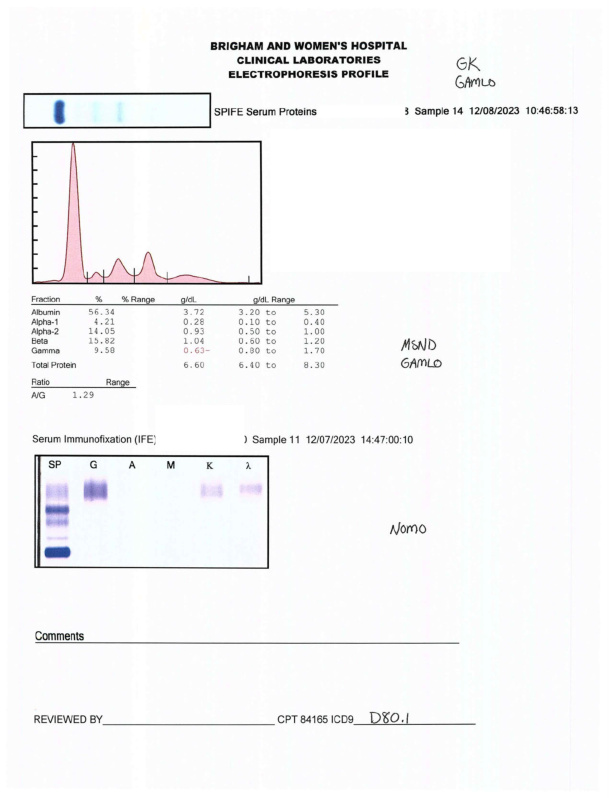 BRIGHAM AND WOMEN'S HOSPITAL
CLINICAL LABORATORIES
ELECTROPHORESIS PROFILE
GK
GAMLO
SPIFE Serum Proteins Sample 14 12/08/2023 10:46:58:13
Fraction % % Range g/dL g/dL Range
Albumin 56.34 3.72 3.20 to 5.30
Alpha-1 4.21 0.28 0.10 to 0.40
Alpha-2 14.05 0.93 0.50 to 1.00
Beta 15.82 1.04 0.60 to 1.20
Gamma 9.58 0.63- 0.80 to 1.70
Total Protein 6.60 6.40 to 8.30
MSND
GAMLO
Ratio Range
A/G 1.29
Serum Immunofixation (IFE) ) Sample 11 12/07/2023 14:47:00:10
SP G A M K λ
NOMO
Comments
REVIEWED BY CPT 84165 ICD9 D80.1